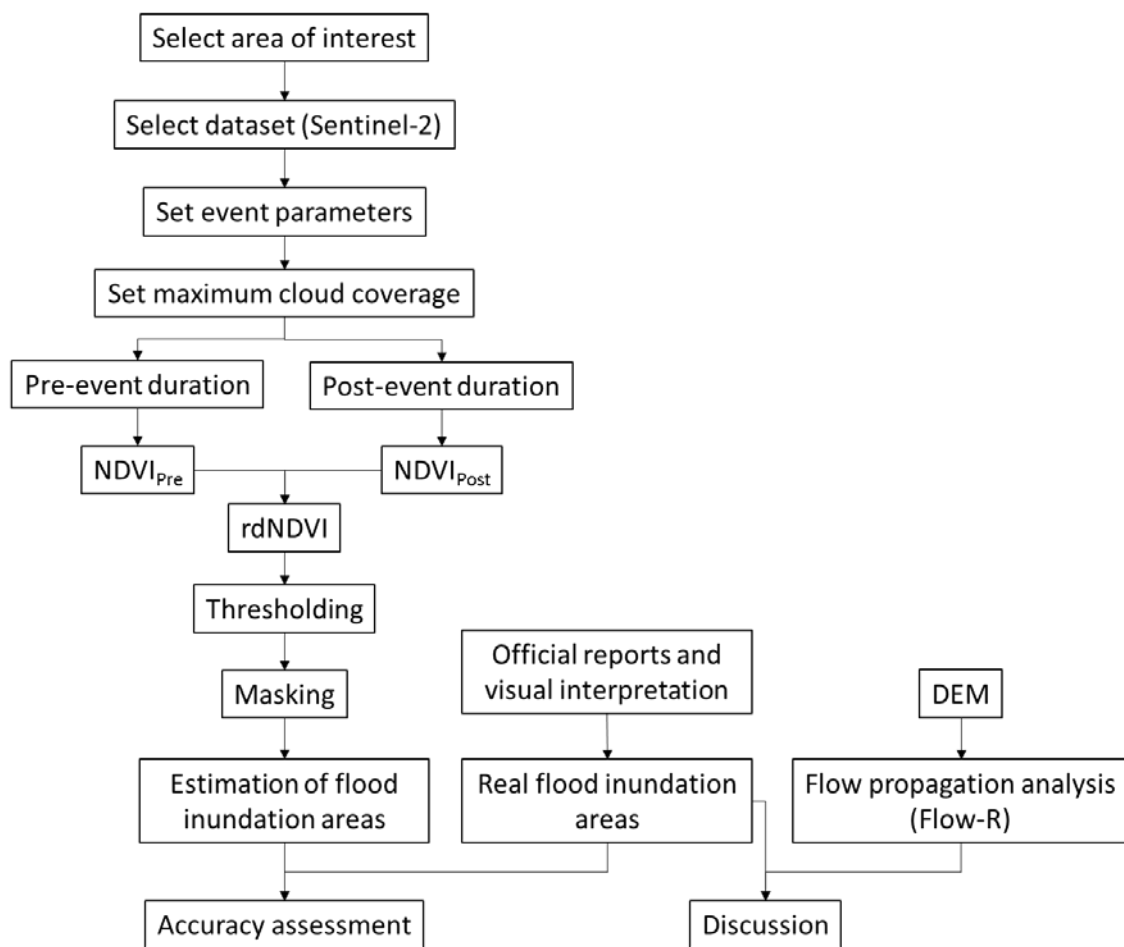 Select area of interest
Select dataset (Sentinel-2)
Set event parameters
Set maximum cloud coverage
Pre-event duration
Post-event duration
NDVIPre
NDVIPost
rdNDVI
Thresholding
Masking
Official reports and
visual interpretation
DEM
Estimation of flood
inundation areas
Real flood inundation
areas
Flow propagation analysis
(Flow-R)
Accuracy assessment
Discussion